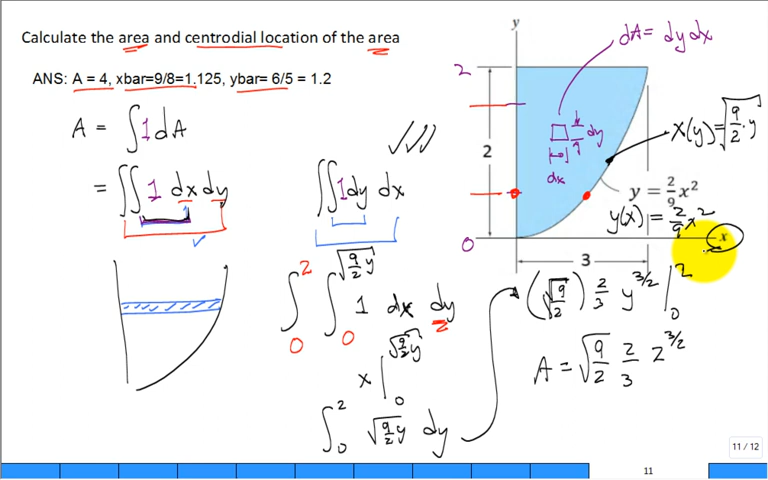 Calculate the area and centrodial location of the area
ANS: A = 4, xbar=9/8=1.125, ybar= 6/5 = 1.2
A = ∫1dA
= ∫∫ 1 dx dy
∫∫1dy dx
∫₀² ∫₀^√(9/2 y) 1 dx dy
x |₀^√(9/2 y)
∫₀² √(9/2 y) dy
y
dA = dy dx
2
2
dy
dx
x(y)=√(9/2 · y)
y = 2/9 x²
y(x) = 2/9 x²
0
x
3
(√(9/2)) 2/3 y^3/2 |₀²
A = √(9/2) 2/3 2^3/2
11 / 12
11